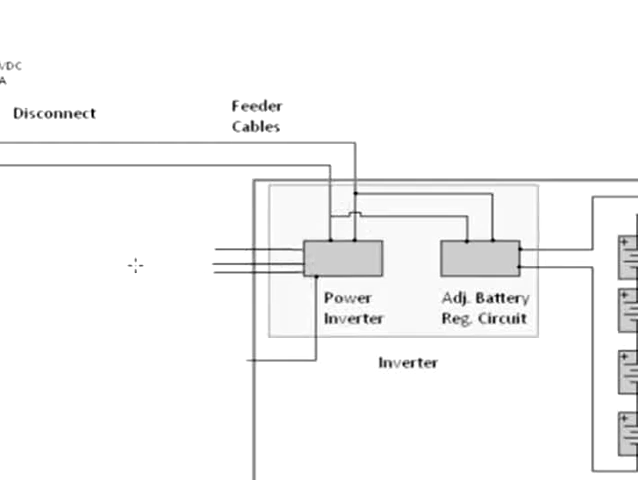 VDC
A
Disconnect
Feeder
Cables
Power
Inverter
Adj. Battery
Reg. Circuit
Inverter
+
+
+
+